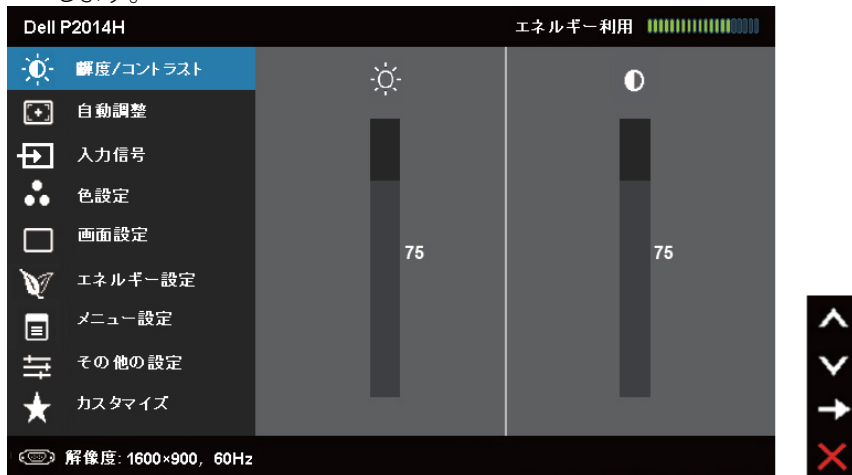 します。
Dell P2014H エネルギー利用
輝度/コントラスト
自動調整
入力信号
色設定
画面設定
エネルギー設定
メニュー設定
その他の設定
カスタマイズ
75 75
解像度: 1600×900, 60Hz